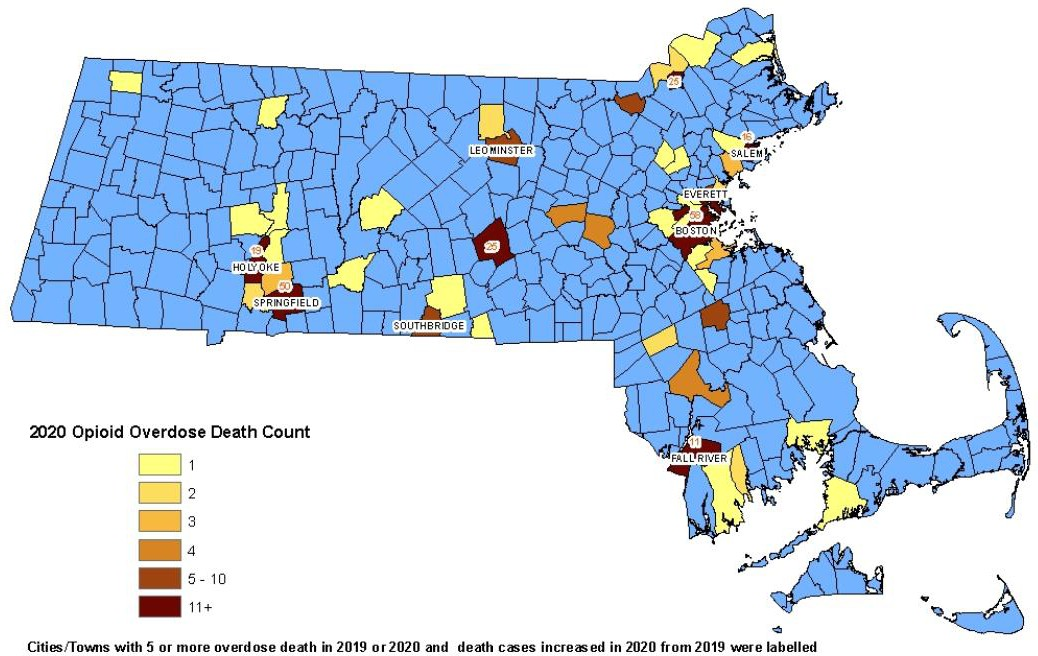 25
16
LEOMINSTER
SALEM
EVERETT
58
BOSTON
25
19
HOLYOKE
50
SPRINGFIELD
SOUTHBRIDGE
2020 Opioid Overdose Death Count
11
FALL RIVER
1
2
3
4
5 - 10
11+
Cities/Towns with 5 or more overdose death in 2019 or 2020 and death cases increased in 2020 from 2019 were labelled